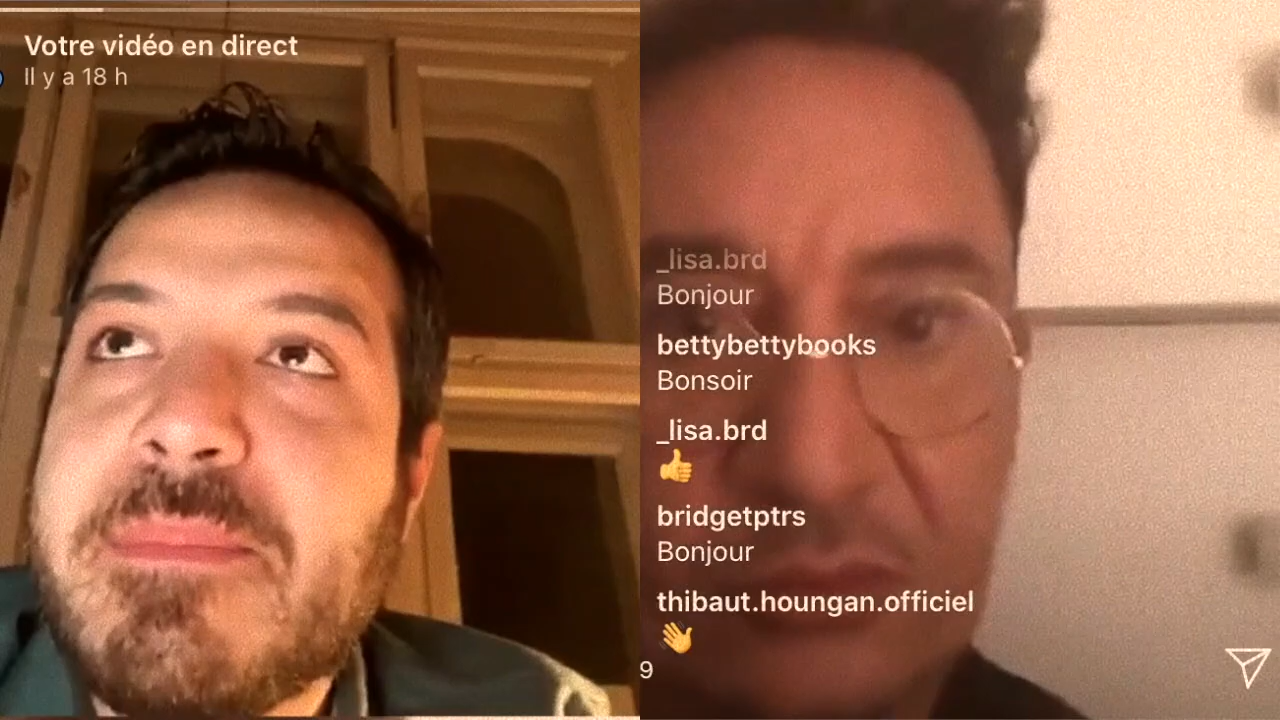 Votre vidéo en direct
Il y a 18 h
_lisa.brd
Bonjour
bettybettybooks
Bonsoir
_lisa.brd
👍
bridgetptrs
Bonjour
thibaut.houngan.officiel
👋
9